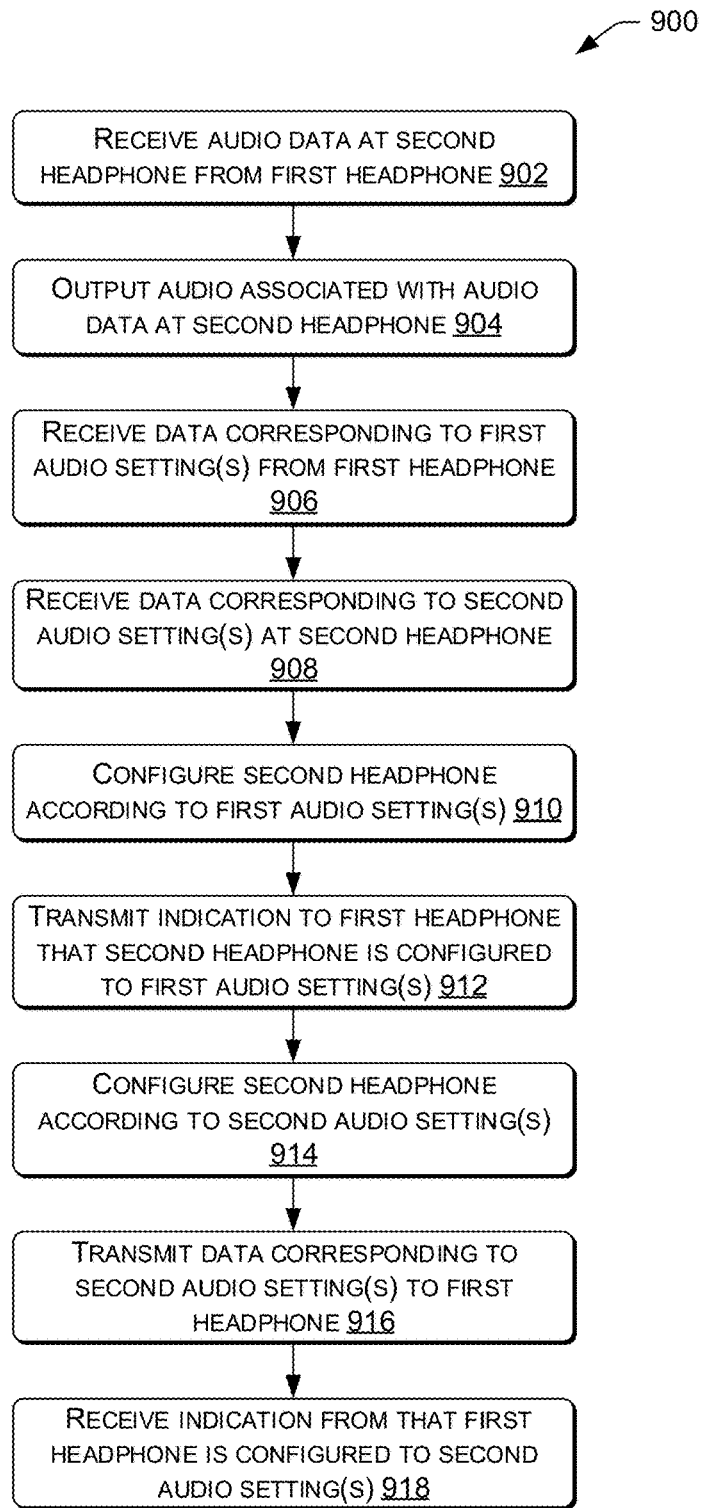 900
RECEIVE AUDIO DATA AT SECOND
HEADPHONE FROM FIRST HEADPHONE 902
OUTPUT AUDIO ASSOCIATED WITH AUDIO
DATA AT SECOND HEADPHONE 904
RECEIVE DATA CORRESPONDING TO FIRST
AUDIO SETTING(S) FROM FIRST HEADPHONE
906
RECEIVE DATA CORRESPONDING TO SECOND
AUDIO SETTING(S) AT SECOND HEADPHONE
908
CONFIGURE SECOND HEADPHONE
ACCORDING TO FIRST AUDIO SETTING(S) 910
TRANSMIT INDICATION TO FIRST HEADPHONE
THAT SECOND HEADPHONE IS CONFIGURED
TO FIRST AUDIO SETTING(S) 912
CONFIGURE SECOND HEADPHONE
ACCORDING TO SECOND AUDIO SETTING(S)
914
TRANSMIT DATA CORRESPONDING TO
SECOND AUDIO SETTING(S) TO FIRST
HEADPHONE 916
RECEIVE INDICATION FROM THAT FIRST
HEADPHONE IS CONFIGURED TO SECOND
AUDIO SETTING(S) 918